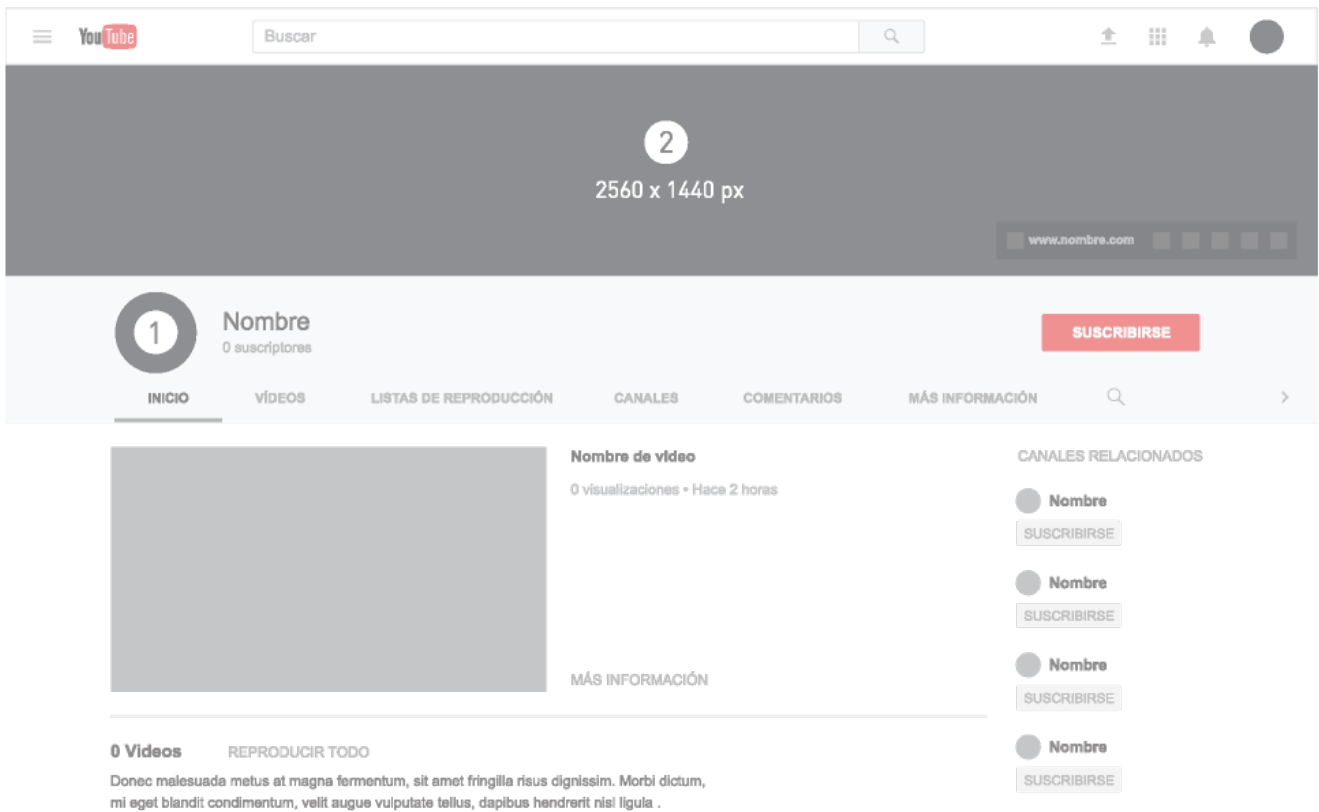 YouTube
Buscar
2
2560 x 1440 px
www.nombre.com
1
Nombre
0 suscriptores
SUSCRIBIRSE
INICIO VÍDEOS LISTAS DE REPRODUCCIÓN CANALES COMENTARIOS MÁS INFORMACIÓN
Nombre de vídeo
0 visualizaciones • Hace 2 horas
MÁS INFORMACIÓN
CANALES RELACIONADOS
Nombre
SUSCRIBIRSE
Nombre
SUSCRIBIRSE
Nombre
SUSCRIBIRSE
Nombre
SUSCRIBIRSE
0 Videos REPRODUCIR TODO
Donec malesuada metus at magna fermentum, sit amet fringilla risus dignissim. Morbi dictum,
mi eget blandit condimentum, velit augue vulputate tellus, dapibus hendrerit nisl ligula .